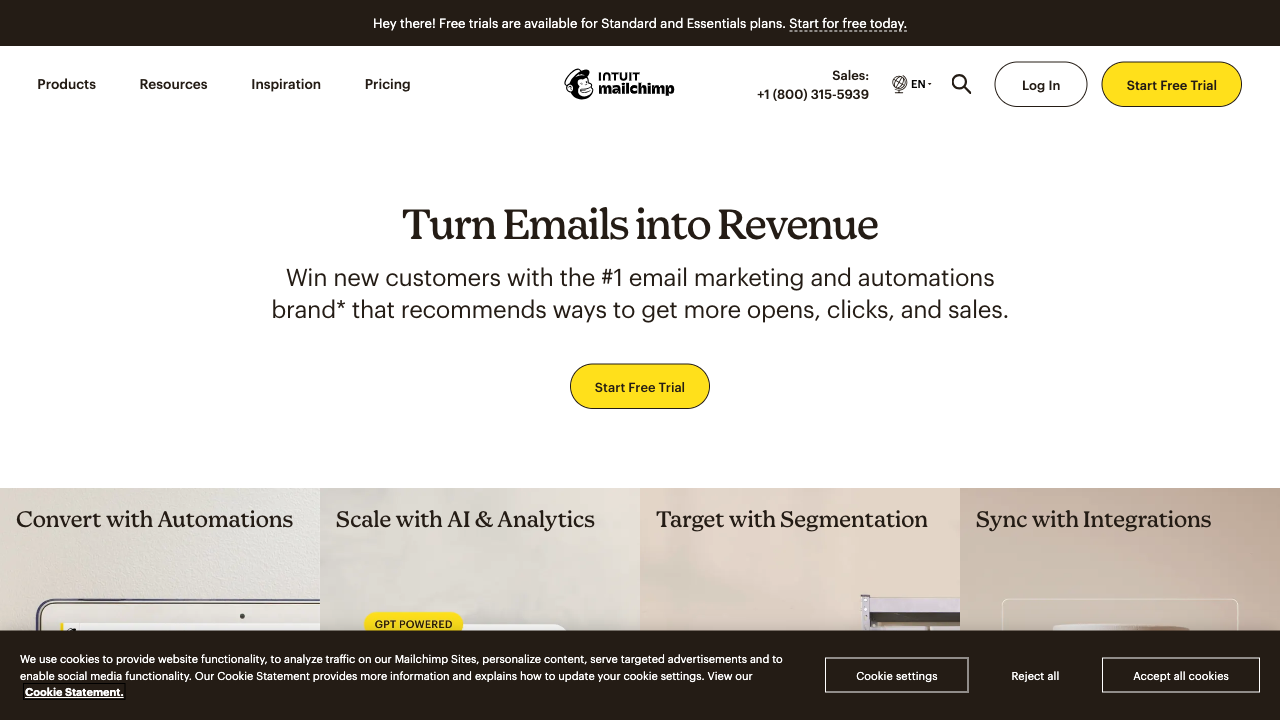 Hey there! Free trials are available for Standard and Essentials plans. Start for free today.
Products
Resources
Inspiration
Pricing
INTUIT
mailchimp
Sales:
+1 (800) 315-5939
EN
Log In
Start Free Trial
Turn Emails into Revenue
Win new customers with the #1 email marketing and automations
brand* that recommends ways to get more opens, clicks, and sales.
Start Free Trial
Convert with Automations
Scale with AI & Analytics
Target with Segmentation
Sync with Integrations
GPT POWERED
We use cookies to provide website functionality, to analyze traffic on our Mailchimp Sites, personalize content, serve targeted advertisements and to
enable social media functionality. Our Cookie Statement provides more information and explains how to update your cookie settings. View our
Cookie Statement.
Cookie settings
Reject all
Accept all cookies